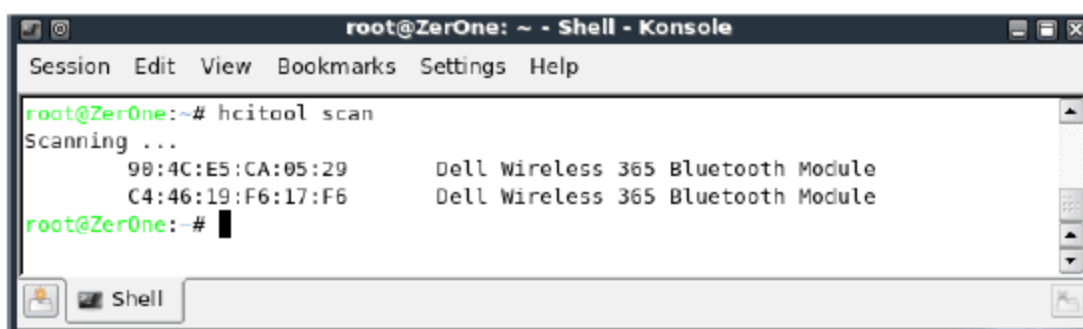 root@ZerOne: ~ - Shell - Konsole
Session Edit View Bookmarks Settings Help
root@ZerOne:~# hcitool scan
Scanning ...
90:4C:E5:CA:05:29 Dell Wireless 365 Bluetooth Module
C4:46:19:F6:17:F6 Dell Wireless 365 Bluetooth Module
root@ZerOne:~#
Shell